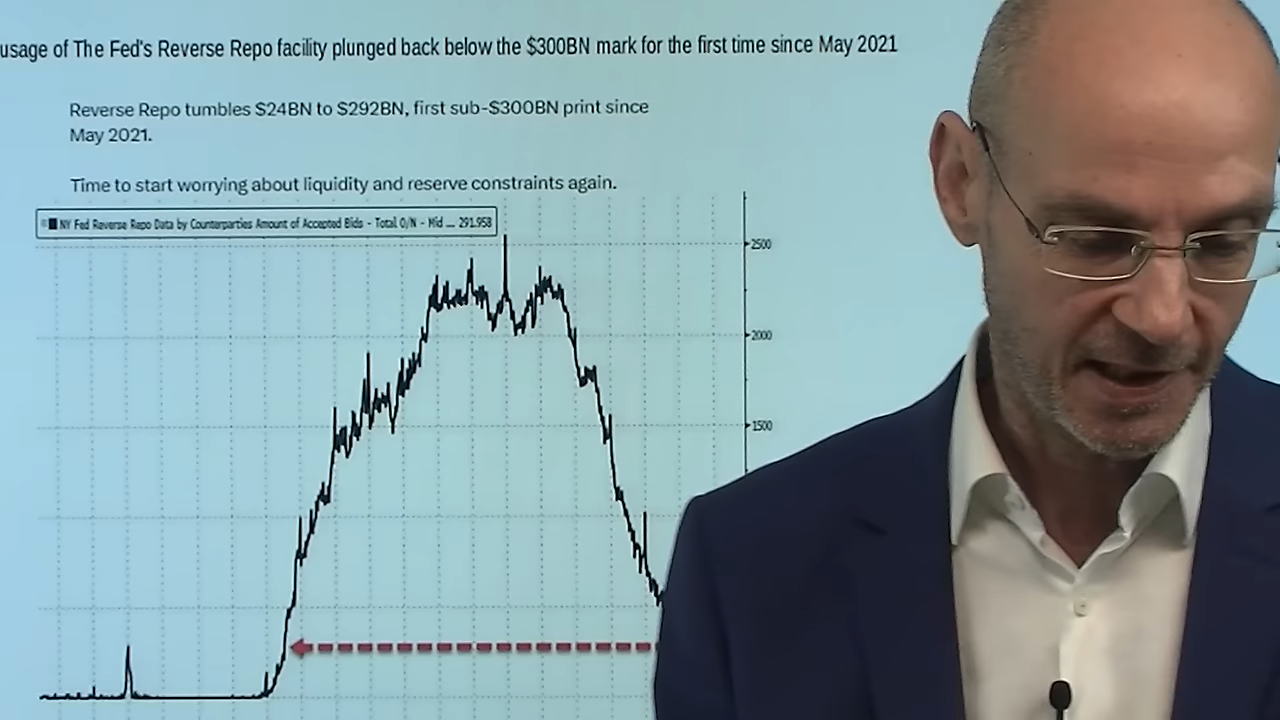 usage of The Fed's Reverse Repo facility plunged back below the $300BN mark for the first time since May 2021
Reverse Repo tumbles $24BN to $292BN, first sub-$300BN print since
May 2021.
Time to start worrying about liquidity and reserve constraints again.
NY Fed Reverse Repo Data by Counterparties Amount of Accepted Bids - Total O/N - Mid .... 291.958
2500
2000
1500